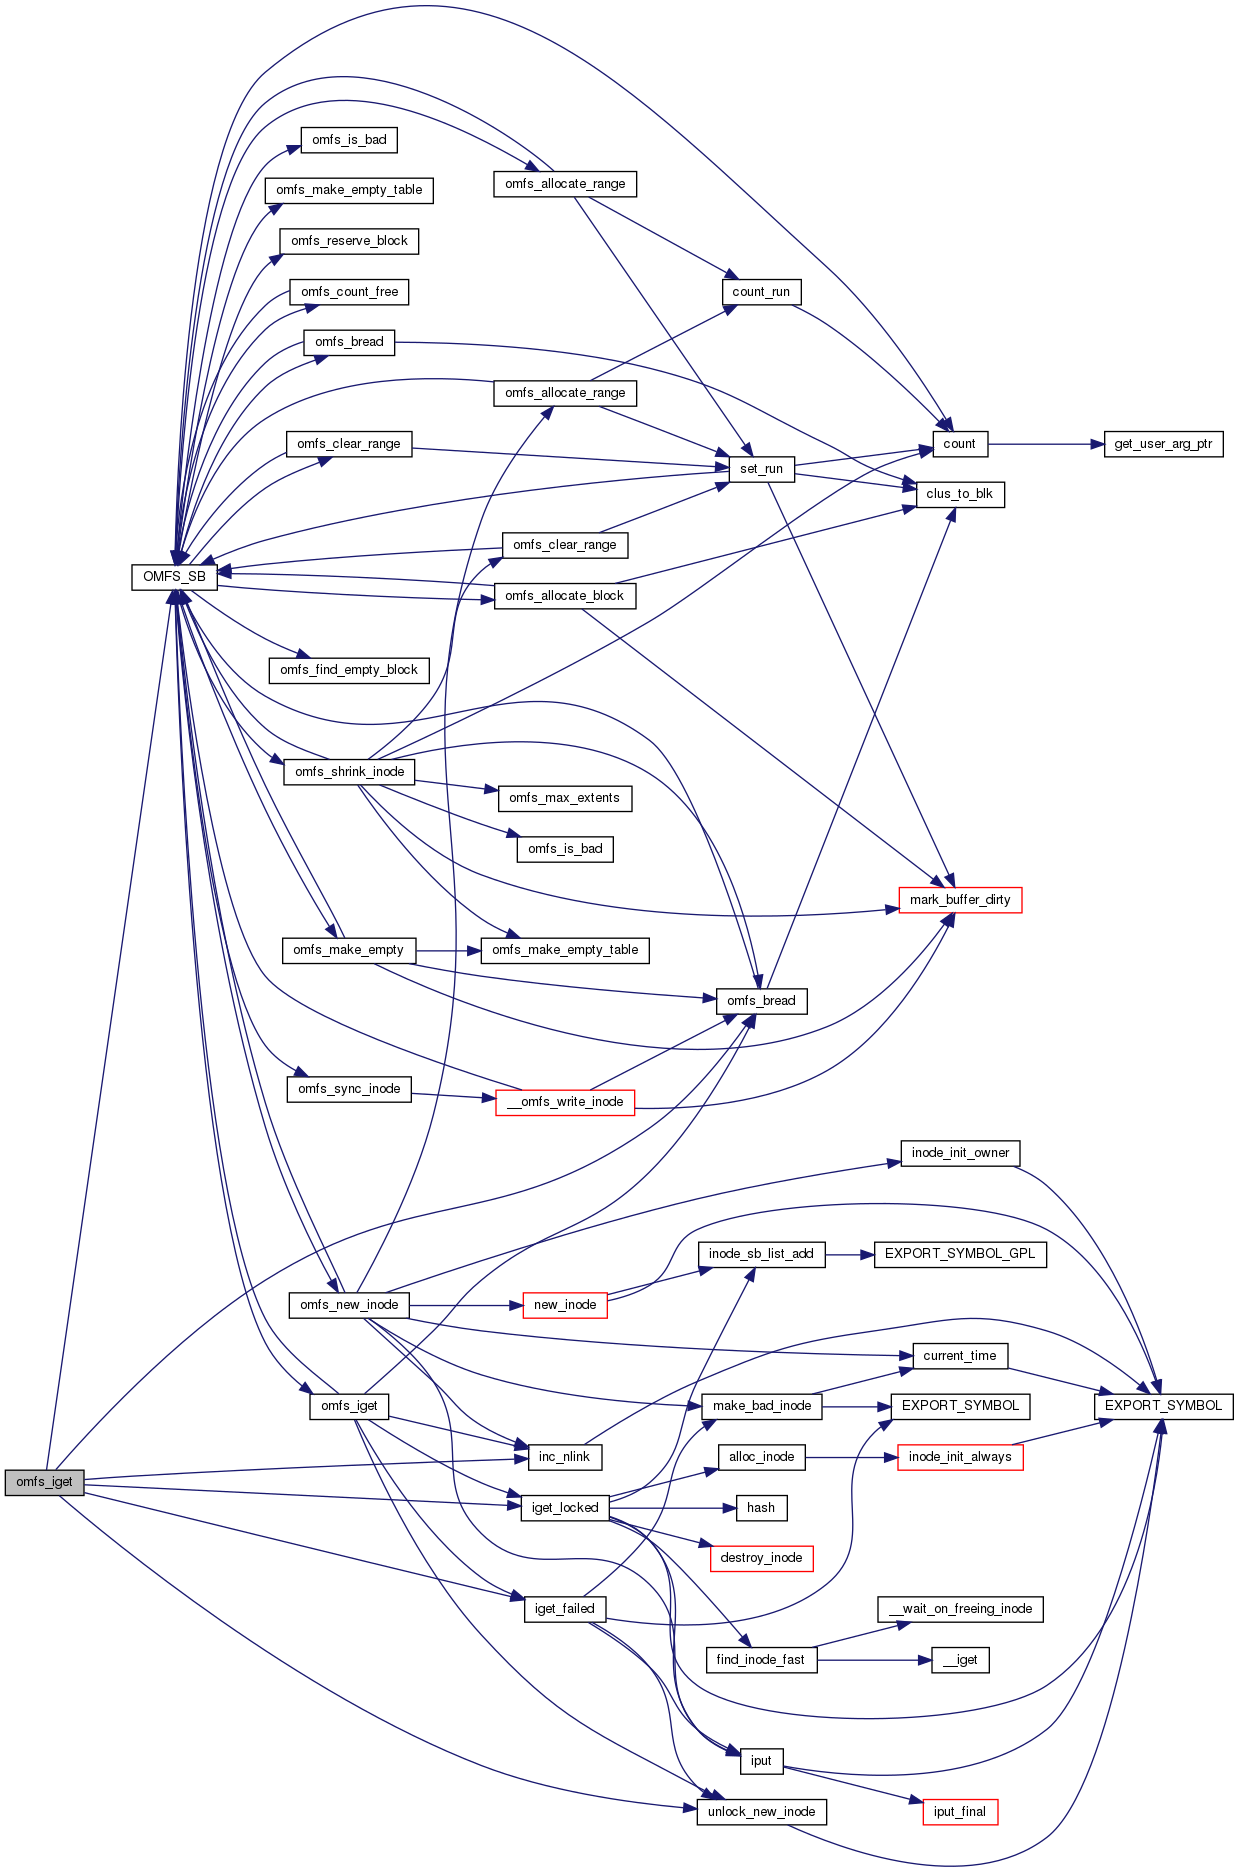 omfs_is_bad
omfs_allocate_range
omfs_make_empty_table
omfs_reserve_block
omfs_count_free
count_run
omfs_bread
omfs_allocate_range
omfs_clear_range
count
get_user_arg_ptr
set_run
clus_to_blk
omfs_clear_range
OMFS_SB
omfs_allocate_block
omfs_find_empty_block
omfs_shrink_inode
omfs_max_extents
omfs_is_bad
mark_buffer_dirty
omfs_make_empty
omfs_make_empty_table
omfs_bread
omfs_sync_inode
__omfs_write_inode
inode_init_owner
inode_sb_list_add
EXPORT_SYMBOL_GPL
omfs_new_inode
new_inode
current_time
omfs_iget
make_bad_inode
EXPORT_SYMBOL
EXPORT_SYMBOL
inc_nlink
alloc_inode
inode_init_always
omfs_iget
iget_locked
hash
destroy_inode
iget_failed
__wait_on_freeing_inode
find_inode_fast
__iget
iput
unlock_new_inode
iput_final